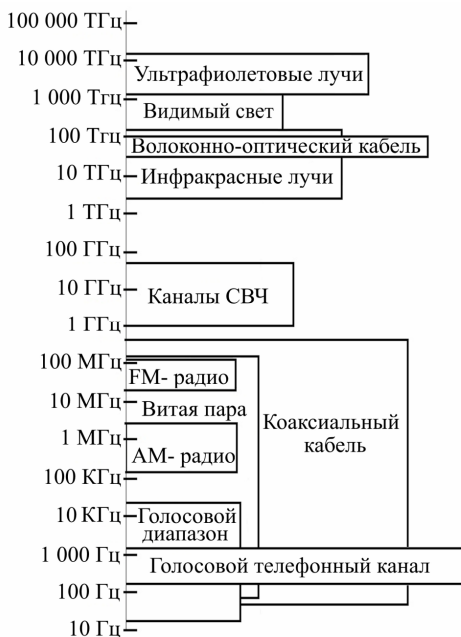 100 000 ТГц
10 000 ТГц
Ультрафиолетовые лучи
1 000 Тгц
Видимый свет
100 Тгц
Волоконно-оптический кабель
10 ТГц
Инфракрасные лучи
1 ТГц
100 ГГц
10 ГГц
Каналы СВЧ
1 ГГц
100 МГц
FM- радио
10 МГц
Витая пара
Коаксиальный
кабель
1 МГц
AM- радио
100 КГц
10 КГц
Голосовой
диапазон
1 000 Гц
Голосовой телефонный канал
100 Гц
10 Гц